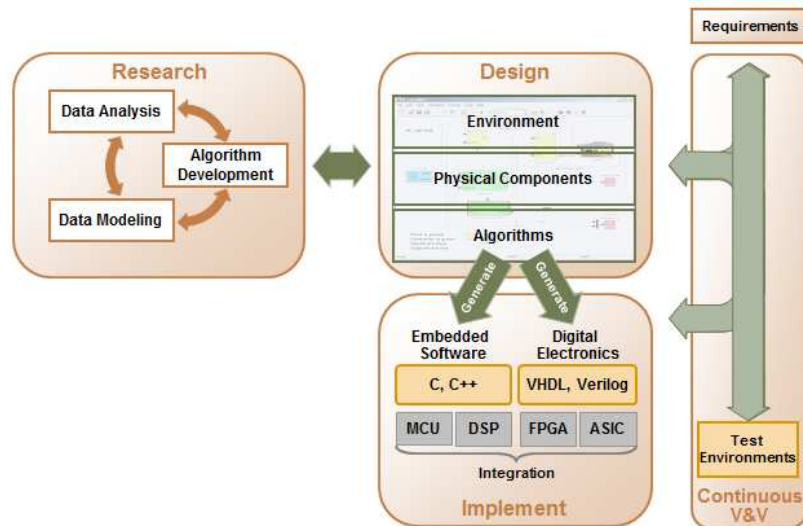 Requirements
Research
Data Analysis
Algorithm
Development
Data Modeling
Design
Environment
Physical Components
Algorithms
Generate
Generate
Embedded
Software
Digital
Electronics
C, C++
VHDL, Verilog
MCU
DSP
FPGA
ASIC
Integration
Implement
Test
Environments
Continuous
V&V